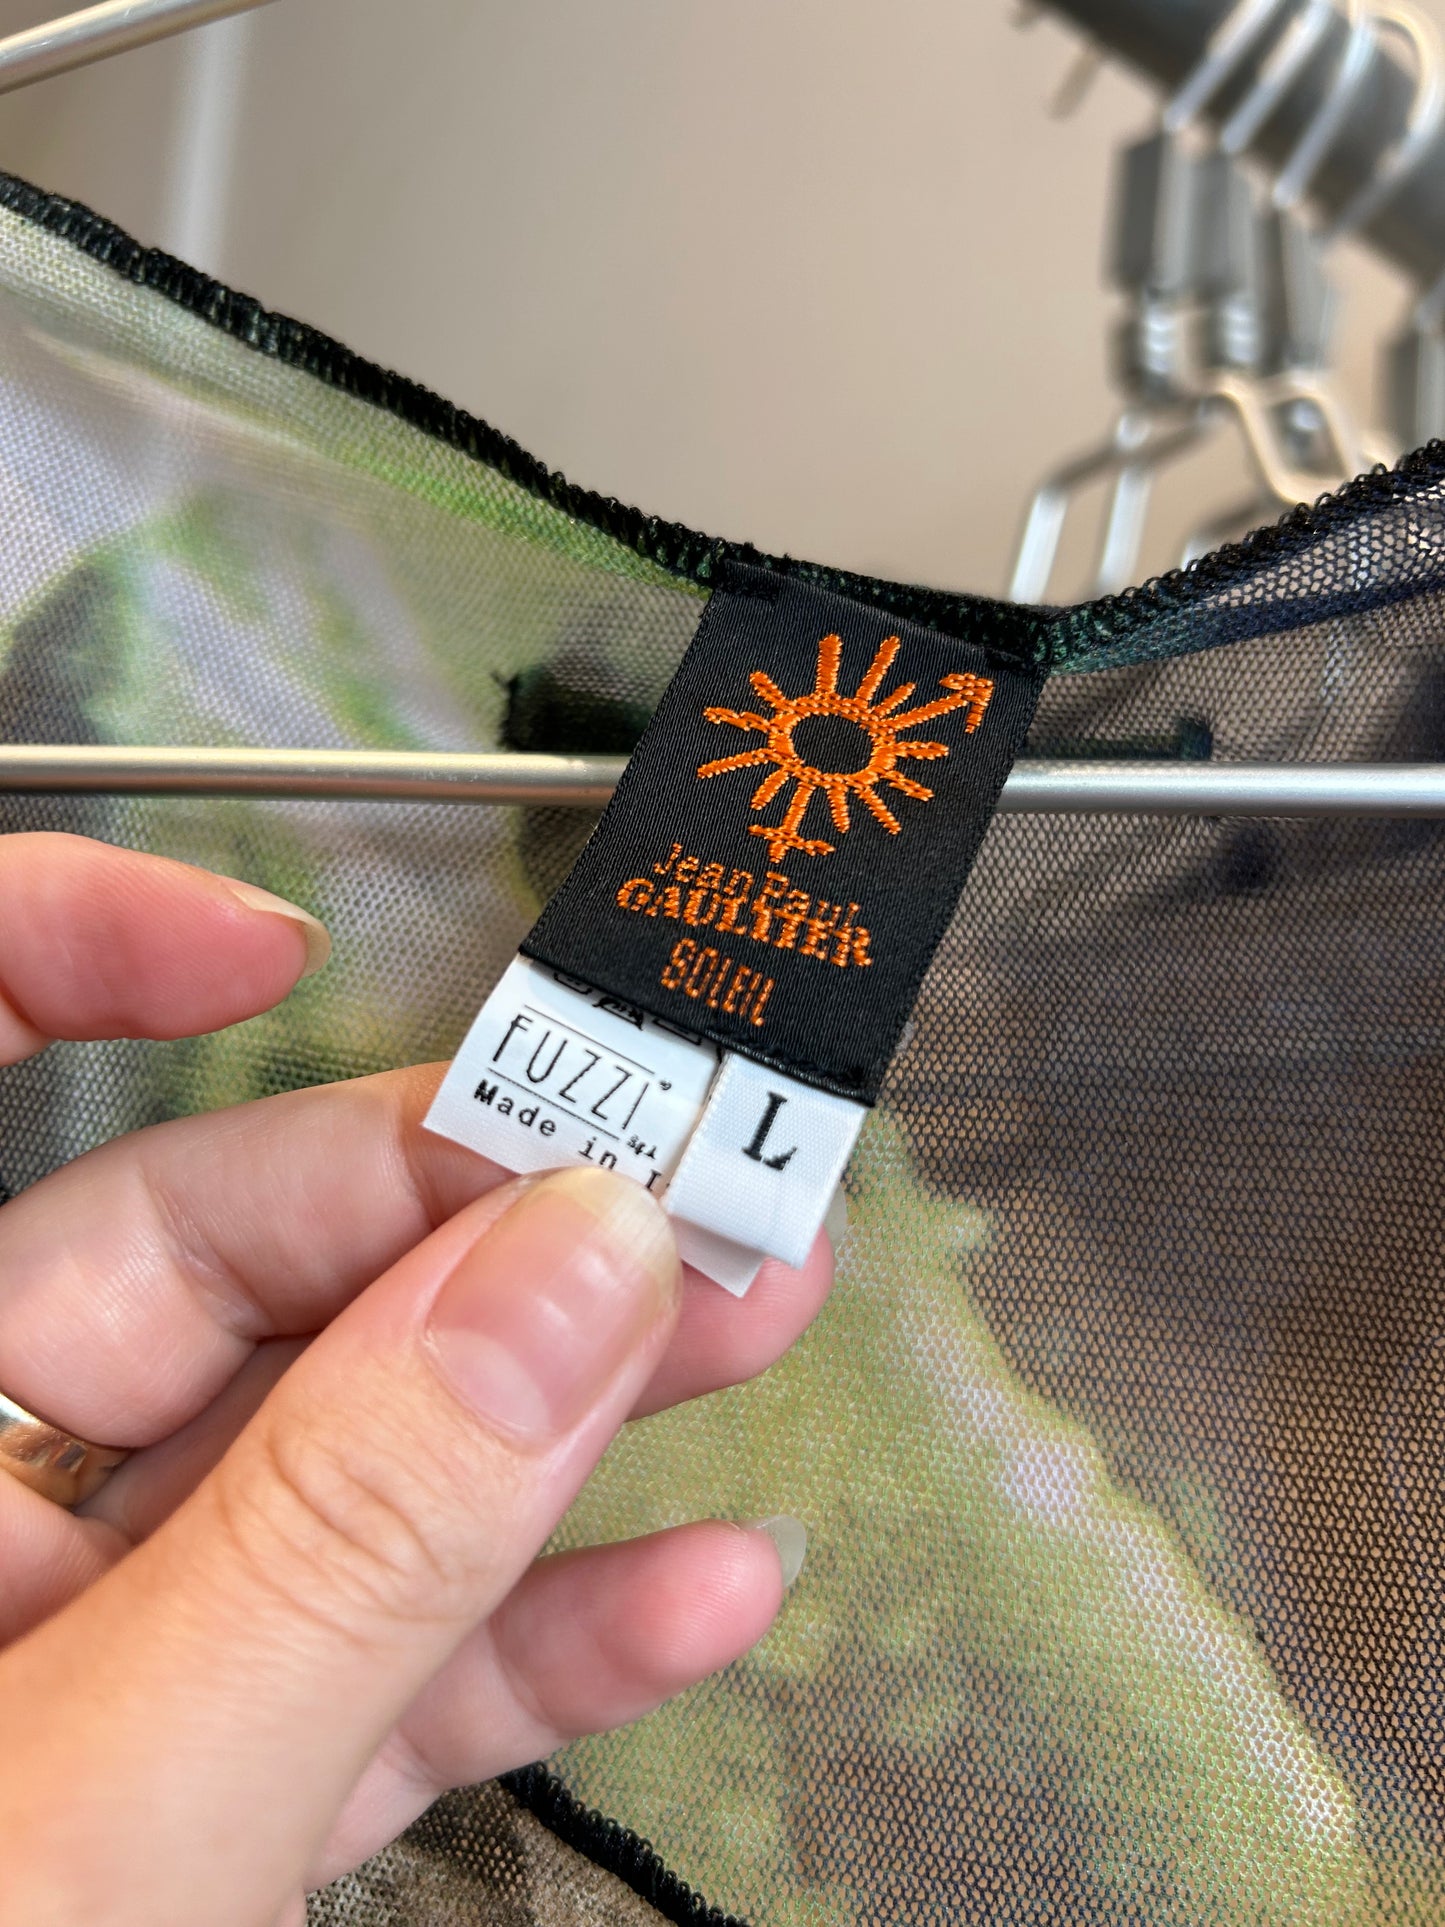 Jean Paul
GAULTIER
SOLEIL
FUZZI
Made in
L